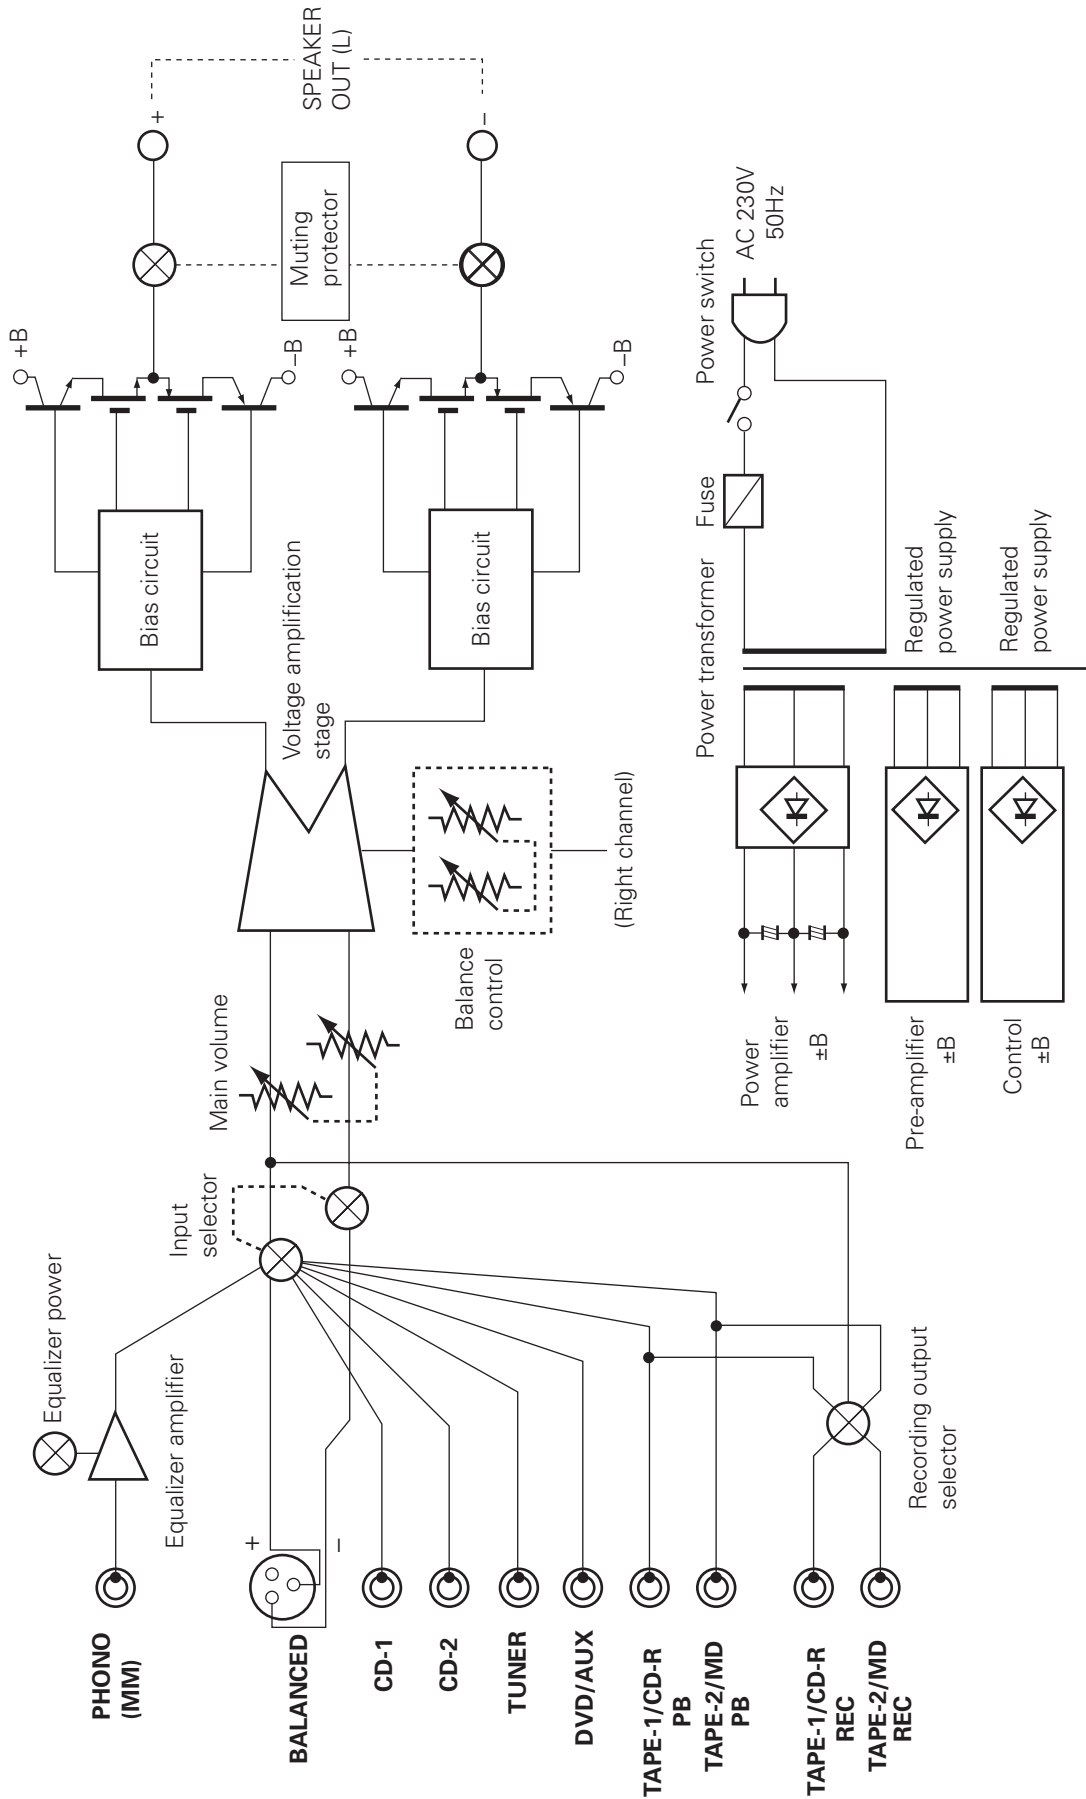 PHONO
(MM)
BALANCED
CD-1
CD-2
TUNER
DVD/AUX
TAPE-1/CD-R
PB
TAPE-2/MD
PB
TAPE-1/CD-R
REC
TAPE-2/MD
REC
Equalizer power
Equalizer amplifier
+
–
Input
selector
Recording output
selector
Main volume
Balance
control
(Right channel)
Voltage amplification
stage
Bias circuit
Bias circuit
+B
–B
+B
–B
Muting
protector
+
–
SPEAKER
OUT (L)
Power
amplifier
±B
Pre-amplifier
±B
Control
±B
Power transformer
Fuse
Power switch
AC 230V
50Hz
Regulated
power supply
Regulated
power supply